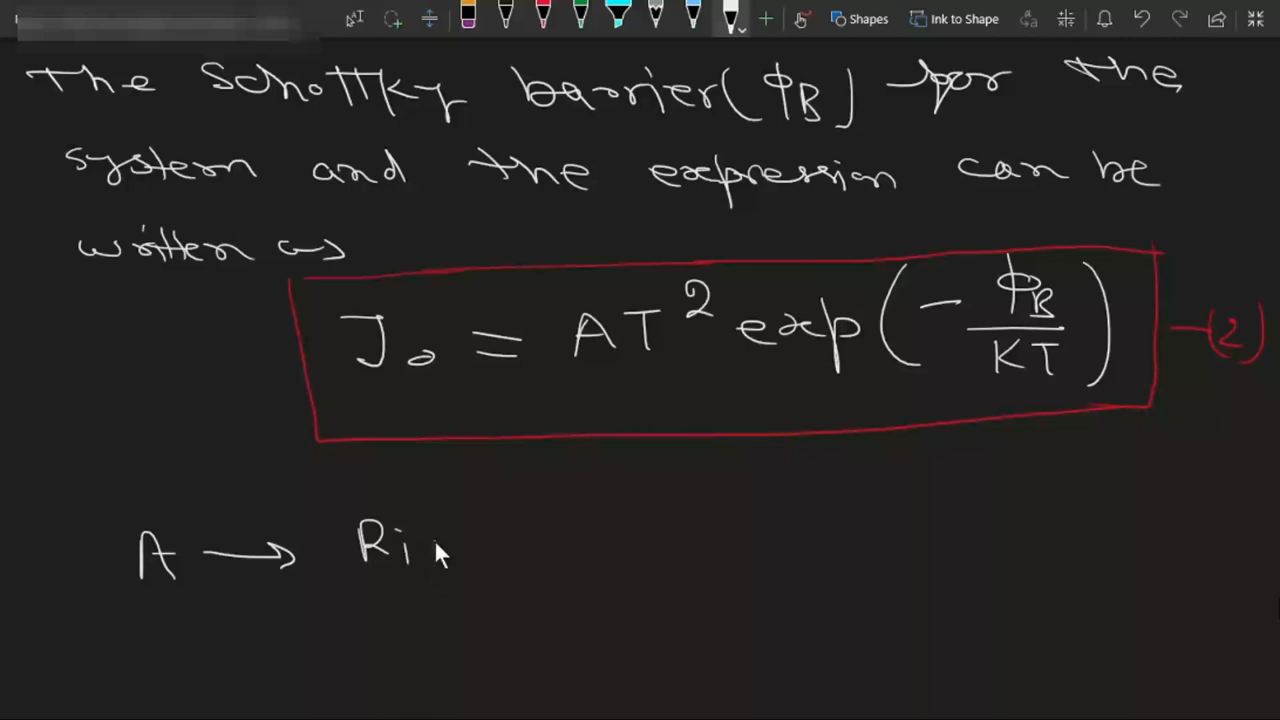 Shapes
Ink to Shape
The Schottky barrier (ϕB) for the
system and the expression can be
written as
J₀ = AT² exp(-ϕB/KT) —(2)
A → Ri